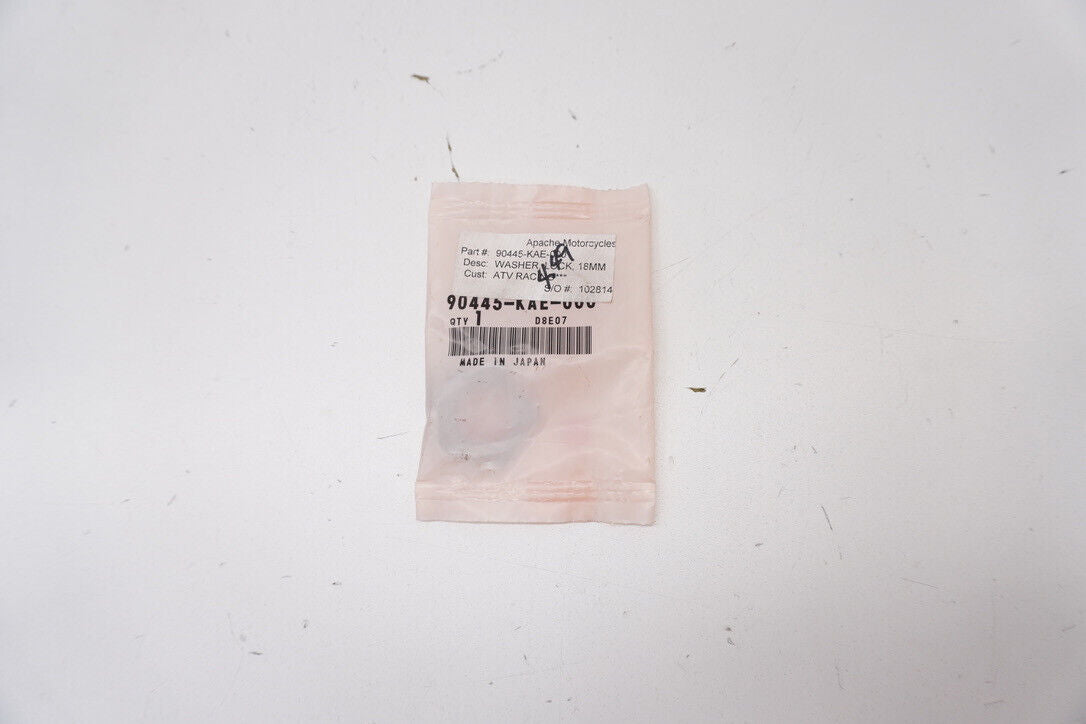 Apache Motorcycles
Part #: 90445-KAE-
Desc: WASHER, LOCK, 18MM
Cust: ATV RAC ****
S/O #: 102814
90445-KAE-000
QTY 1 D8E07
MADE IN JAPAN